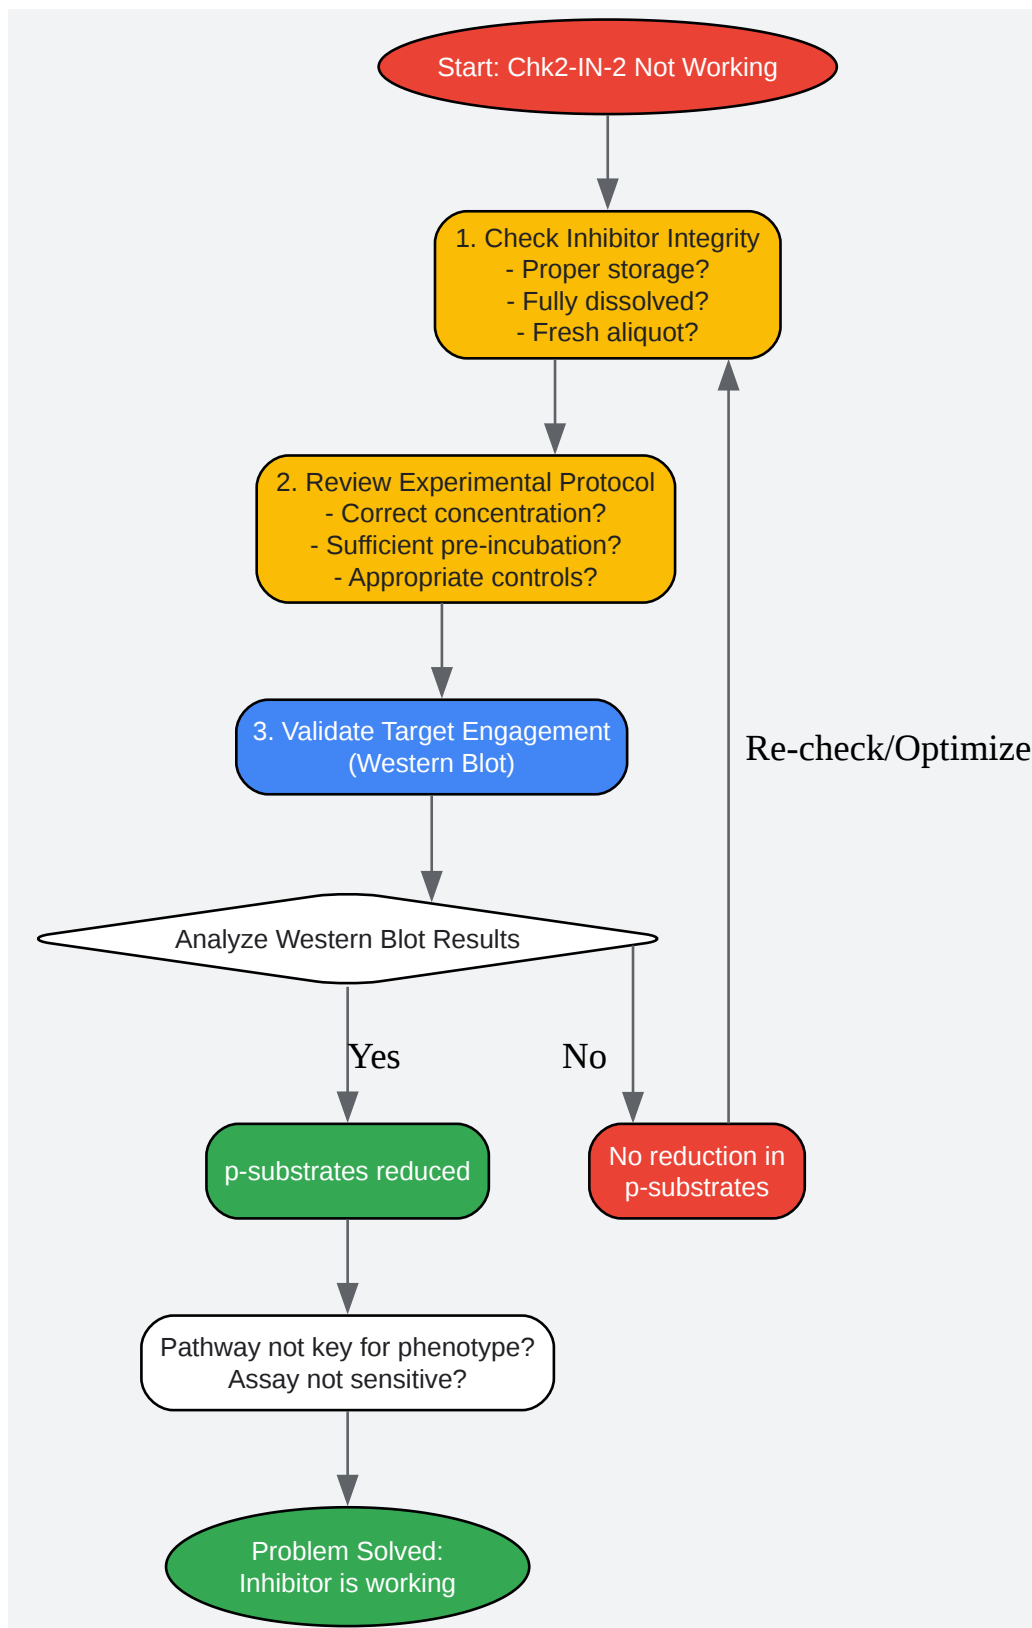 Start: Chk2-IN-2 Not Working
1. Check Inhibitor Integrity
- Proper storage?
- Fully dissolved?
- Fresh aliquot?
2. Review Experimental Protocol
- Correct concentration?
- Sufficient pre-incubation?
- Appropriate controls?
3. Validate Target Engagement
(Western Blot)
Re-check/Optimize
Analyze Western Blot Results
Yes
No
p-substrates reduced
No reduction in
p-substrates
Pathway not key for phenotype?
Assay not sensitive?
Problem Solved:
Inhibitor is working